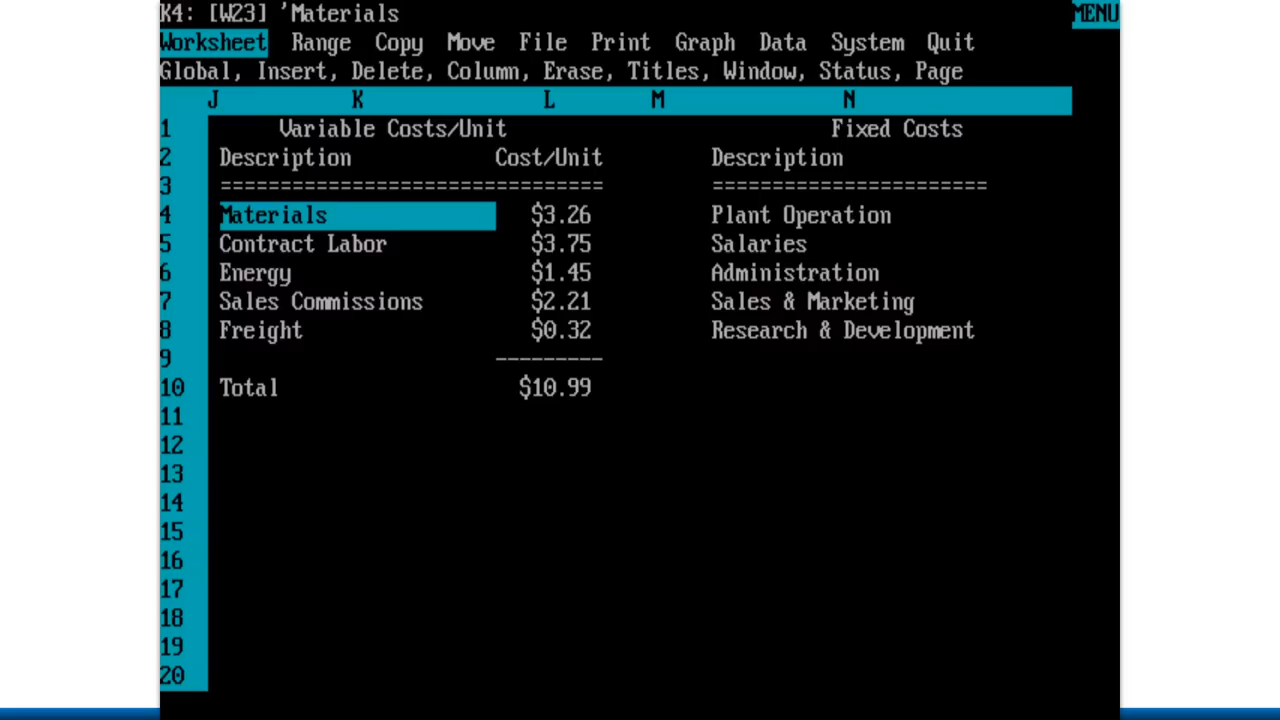 K4: [W23] 'Materials MENU
Worksheet Range Copy Move File Print Graph Data System Quit
Global, Insert, Delete, Column, Erase, Titles, Window, Status, Page
J K L M N
1 Variable Costs/Unit Fixed Costs
2 Description Cost/Unit Description
3 ================================ =======================
4 Materials $3.26 Plant Operation
5 Contract Labor $3.75 Salaries
6 Energy $1.45 Administration
7 Sales Commissions $2.21 Sales & Marketing
8 Freight $0.32 Research & Development
9 ---------
10 Total $10.99
11
12
13
14
15
16
17
18
19
20